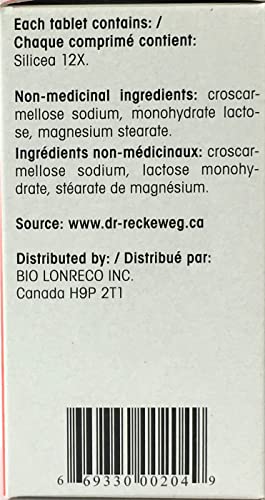 Each tablet contains: /
Chaque comprimé contient:
Silicea 12X.
Non-medicinal ingredients: croscar-
mellose sodium, monohydrate lacto-
se, magnesium stearate.
Ingrédients non-médicinaux: croscar-
mellose sodium, lactose monohy-
drate, stéarate de magnésium.
Source: www.dr-reckeweg.ca
Distributed by: / Distribué par:
BIO LONRECO INC.
Canada H9P 2T1
6 69330 00204 9